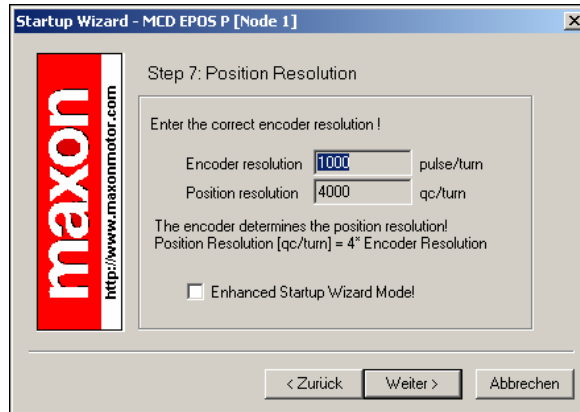 Startup Wizard - MCD EPOS P [Node 1]
maxon
http://www.maxonmotor.com
Step 7: Position Resolution
Enter the correct encoder resolution !
Encoder resolution 1000 pulse/turn
Position resolution 4000 qc/turn
The encoder determines the position resolution!
Position Resolution [qc/turn] = 4* Encoder Resolution
Enhanced Startup Wizard Mode!
< Zurück
Weiter >
Abbrechen